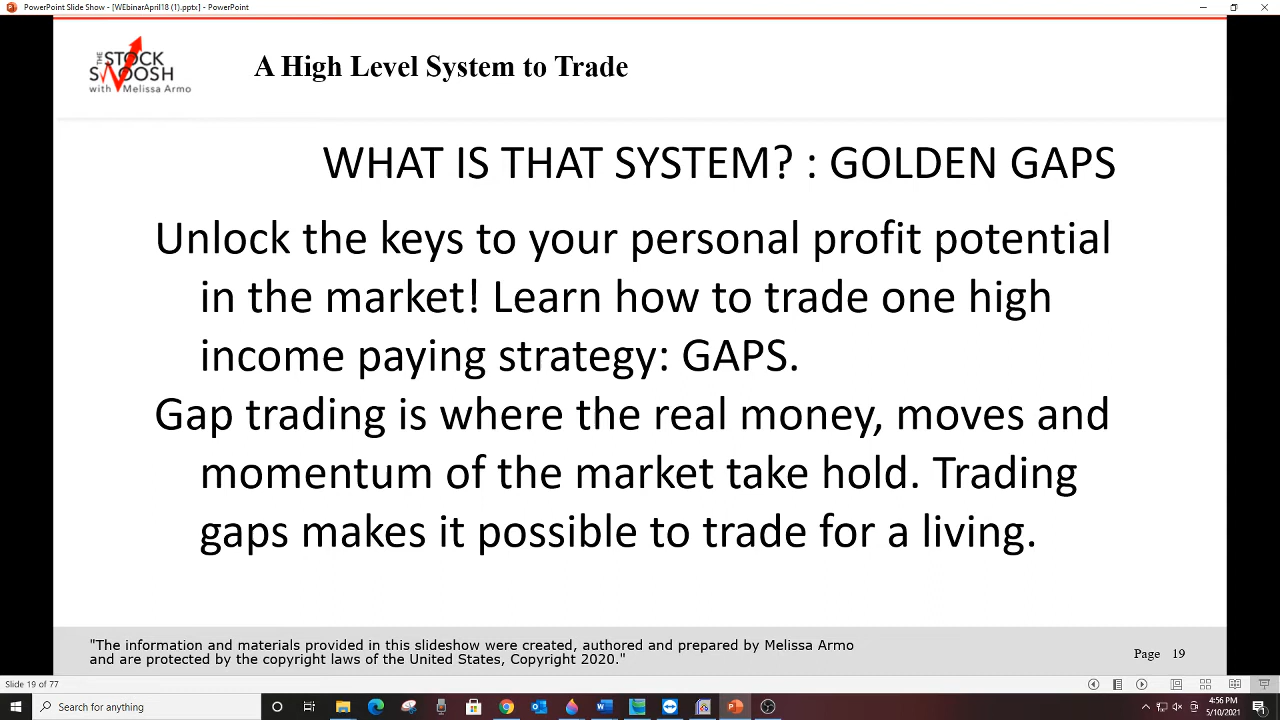 PowerPoint Slide Show - [WEbinarApril18 (1).pptx] - PowerPoint
THE
STOCK
SWOOSH
with Melissa Armo
A High Level System to Trade
WHAT IS THAT SYSTEM? : GOLDEN GAPS
Unlock the keys to your personal profit potential
in the market! Learn how to trade one high
income paying strategy: GAPS.
Gap trading is where the real money, moves and
momentum of the market take hold. Trading
gaps makes it possible to trade for a living.
"The information and materials provided in this slideshow were created, authored and prepared by Melissa Armo
and are protected by the copyright laws of the United States, Copyright 2020."
Page 19
Slide 19 of 77
Search for anything
4:56 PM
5/10/2021